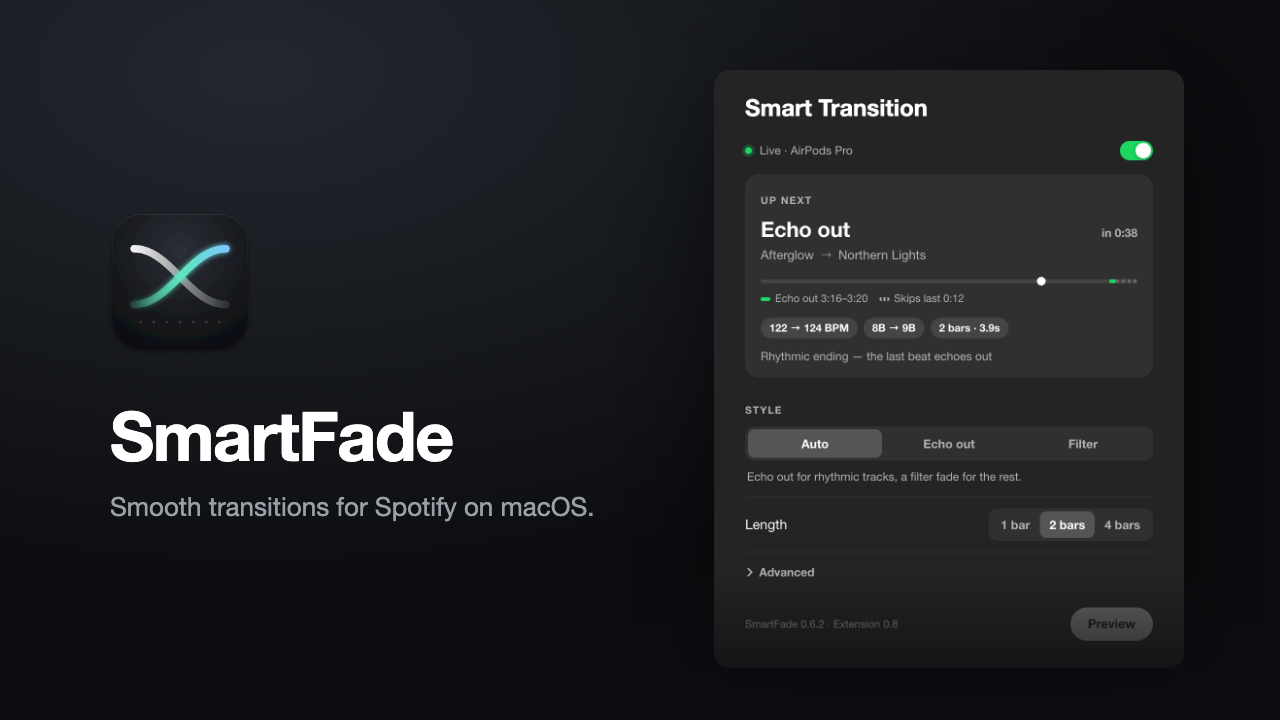 SmartFade
Smooth transitions for Spotify on macOS.
Smart Transition
Live · AirPods Pro
UP NEXT
Echo out
in 0:38
Afterglow → Northern Lights
Echo out 3:16–3:20 Skips last 0:12
122 → 124 BPM 8B → 9B 2 bars · 3.9s
Rhythmic ending — the last beat echoes out
STYLE
Auto Echo out Filter
Echo out for rhythmic tracks, a filter fade for the rest.
Length 1 bar 2 bars 4 bars
Advanced
SmartFade 0.6.2 · Extension 0.8 Preview